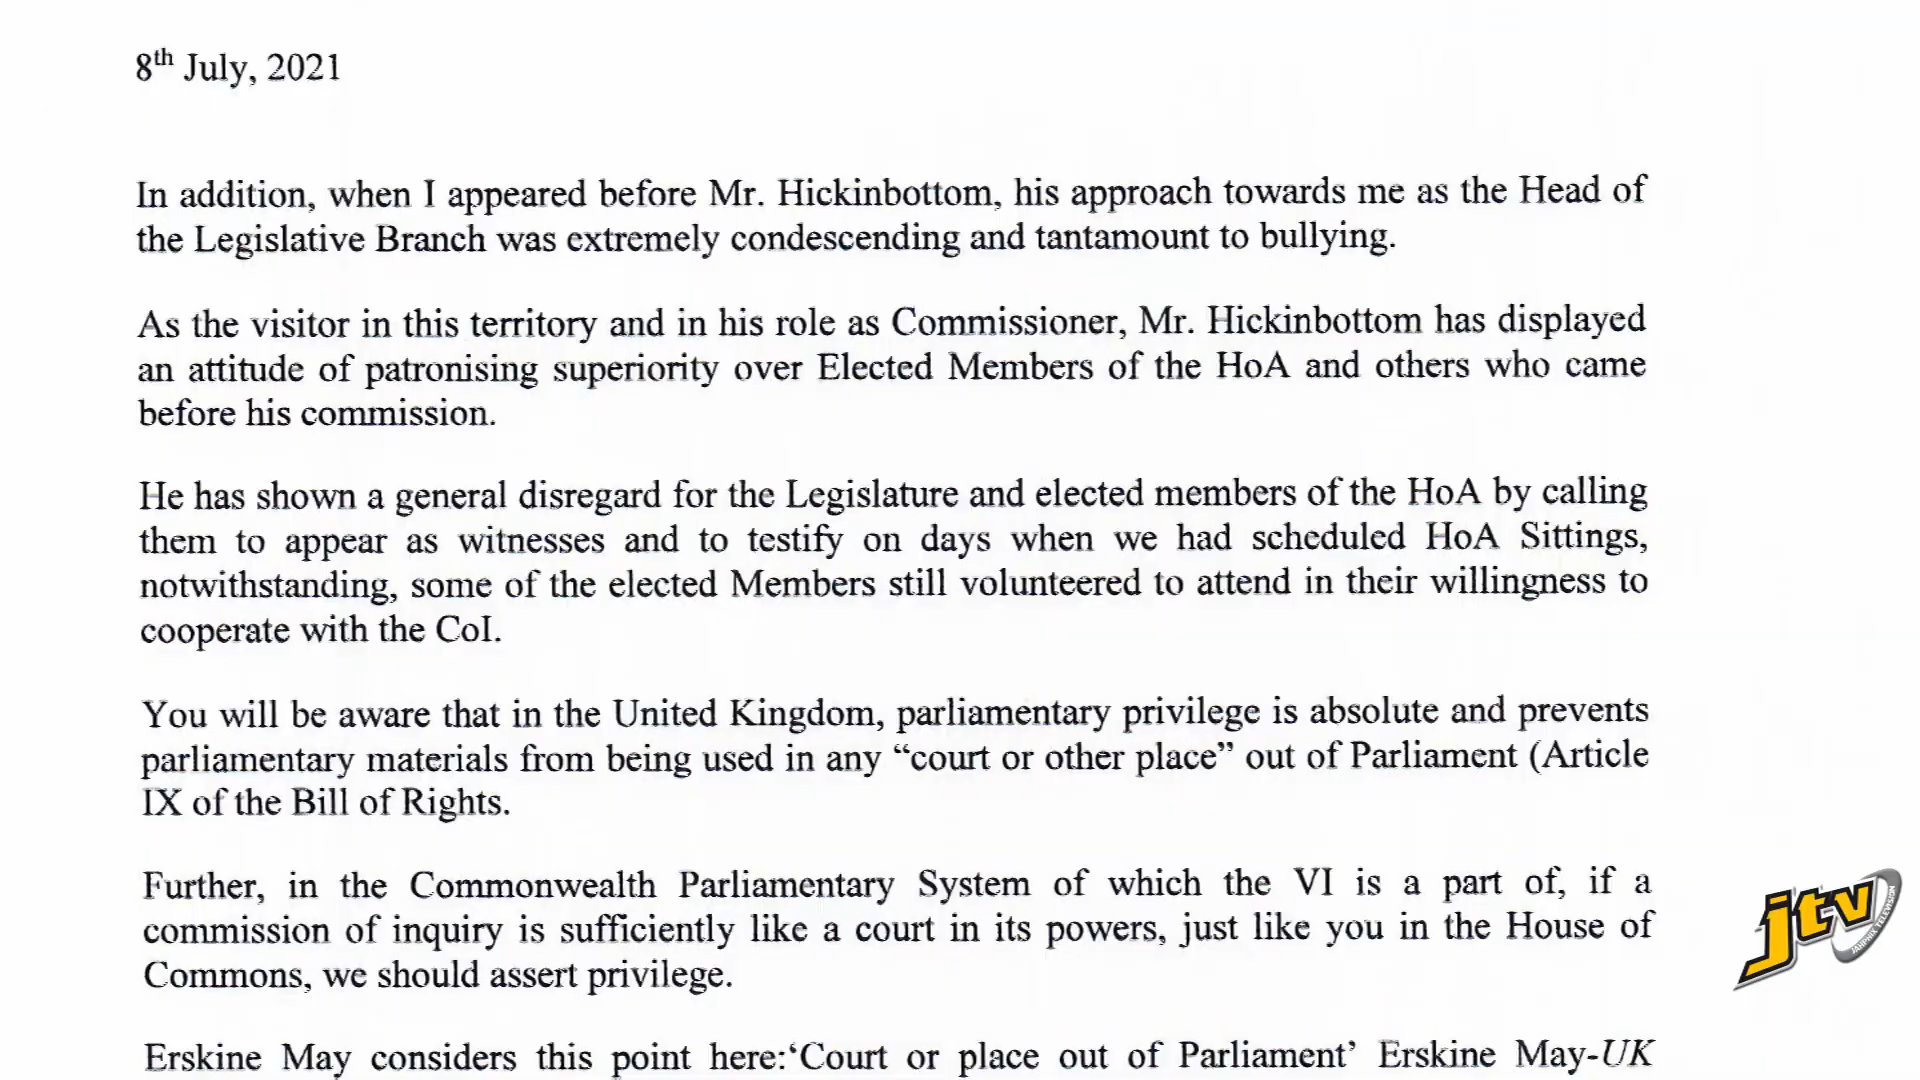 8th July, 2021
In addition, when I appeared before Mr. Hickinbottom, his approach towards me as the Head of
the Legislative Branch was extremely condescending and tantamount to bullying.
As the visitor in this territory and in his role as Commissioner, Mr. Hickinbottom has displayed
an attitude of patronising superiority over Elected Members of the HoA and others who came
before his commission.
He has shown a general disregard for the Legislature and elected members of the HoA by calling
them to appear as witnesses and to testify on days when we had scheduled HoA Sittings,
notwithstanding, some of the elected Members still volunteered to attend in their willingness to
cooperate with the CoI.
You will be aware that in the United Kingdom, parliamentary privilege is absolute and prevents
parliamentary materials from being used in any “court or other place” out of Parliament (Article
IX of the Bill of Rights.
Further, in the Commonwealth Parliamentary System of which the VI is a part of, if a
commission of inquiry is sufficiently like a court in its powers, just like you in the House of
Commons, we should assert privilege.
Erskine May considers this point here:‘Court or place out of Parliament’ Erskine May-UK
jtv
JAHPHIX TELEVISION